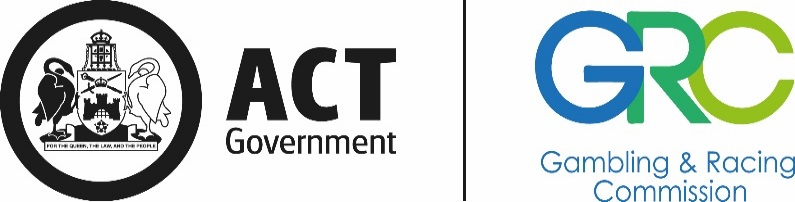 FOR THE QUEEN, THE LAW, AND THE PEOPLE
ACT
Government
GRC
Gambling & Racing
Commission